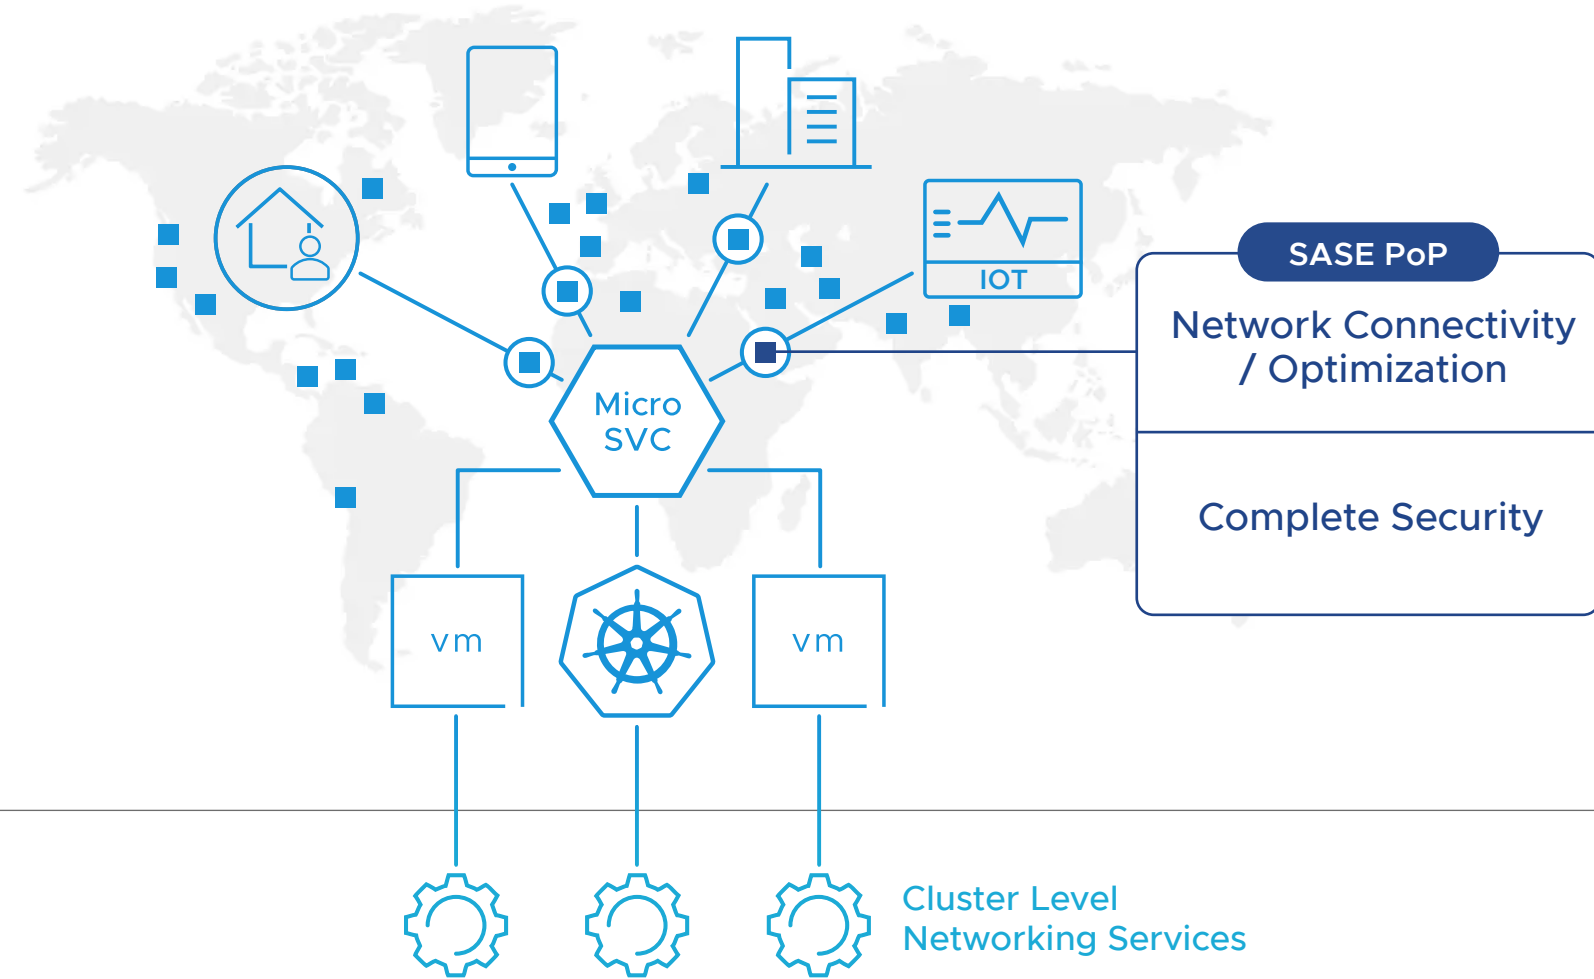 IOT
SASE PoP
Network Connectivity
/ Optimization
Complete Security
Micro
SVC
vm
vm
Cluster Level
Networking Services